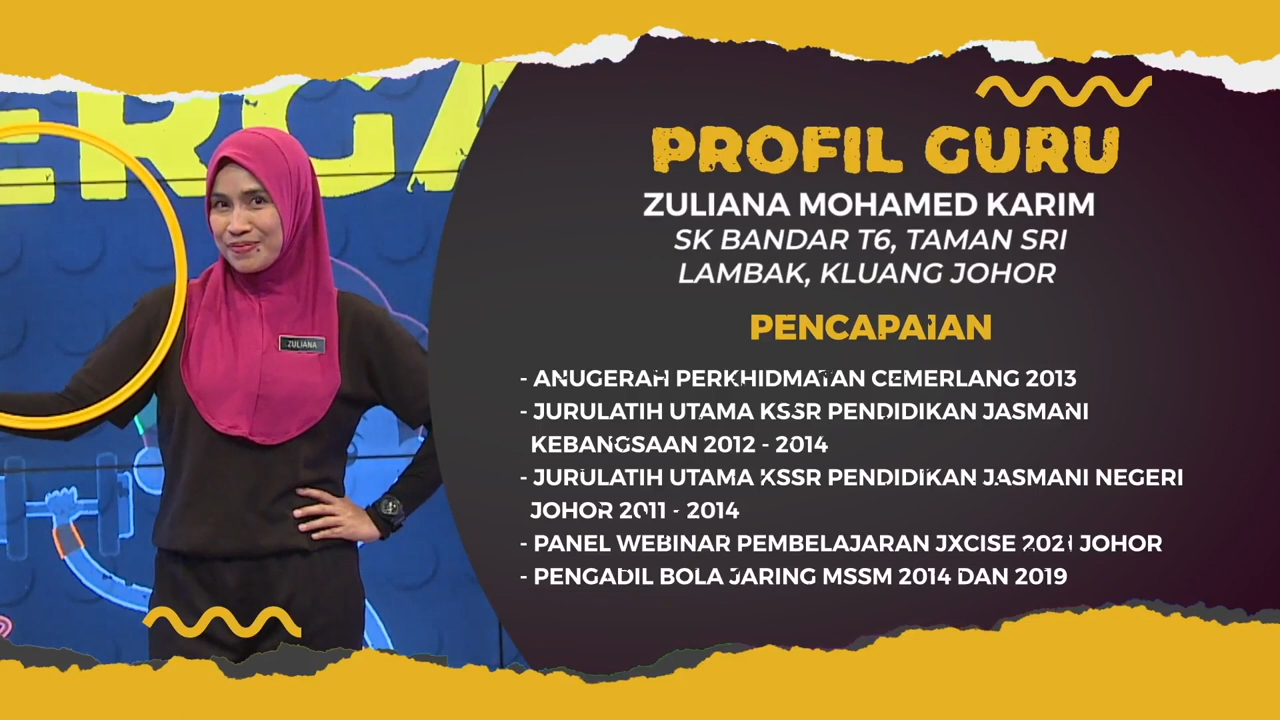 ERGA
ZULIANA
PROFIL GURU
ZULIANA MOHAMED KARIM
SK BANDAR T6, TAMAN SRI
LAMBAK, KLUANG JOHOR
PENCAPAIAN
- ANUGERAH PERKHIDMATAN CEMERLANG 2013
- JURULATIH UTAMA KSSR PENDIDIKAN JASMANI
KEBANGSAAN 2012 - 2014
- JURULATIH UTAMA KSSR PENDIDIKAN JASMANI NEGERI
JOHOR 2011 - 2014
- PANEL WEBINAR PEMBELAJARAN JXCISE 2021 JOHOR
- PENGADIL BOLA JARING MSSM 2014 DAN 2019